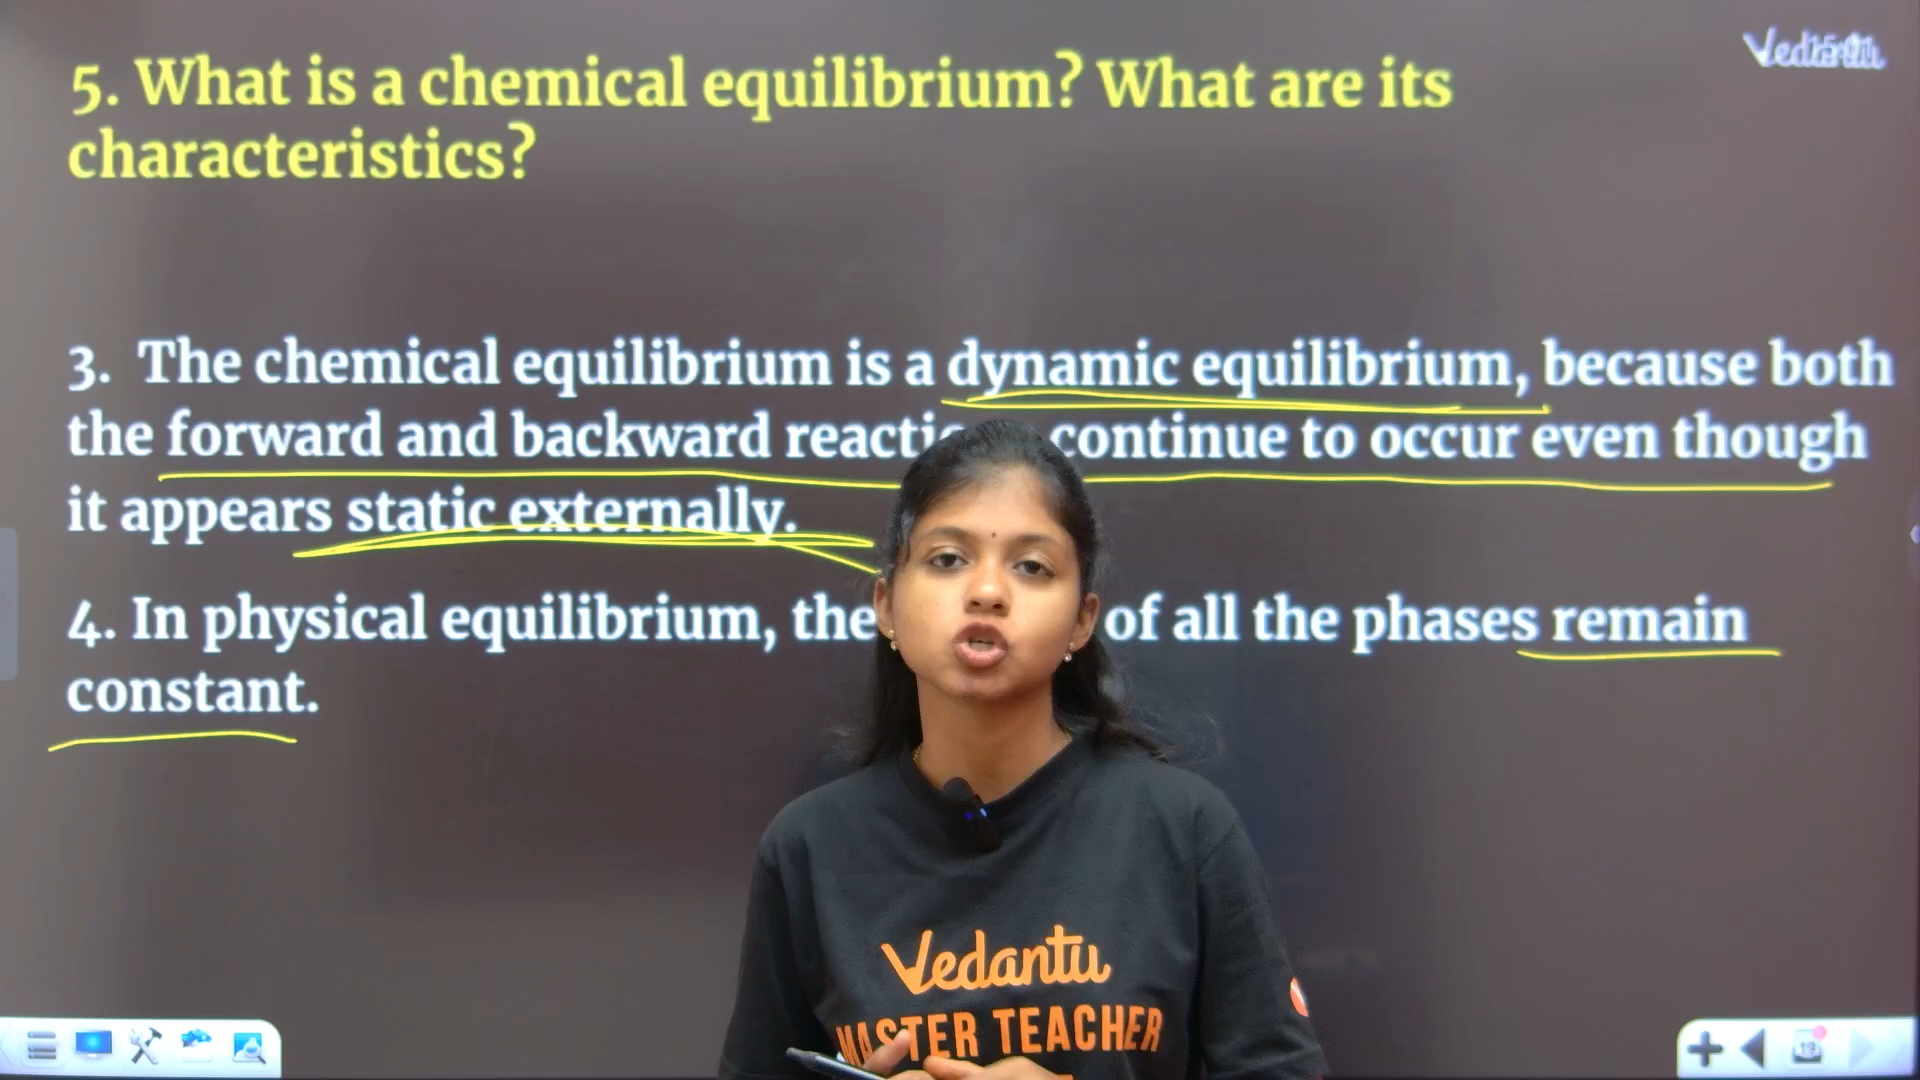 Vedantu
5. What is a chemical equilibrium? What are its
characteristics?
3. The chemical equilibrium is a dynamic equilibrium, because both
the forward and backward continue to occur even though
it appears static externally.
4. In physical equilibrium, the of all the phases remain
constant.
Vedantu
MASTER TEACHER
19